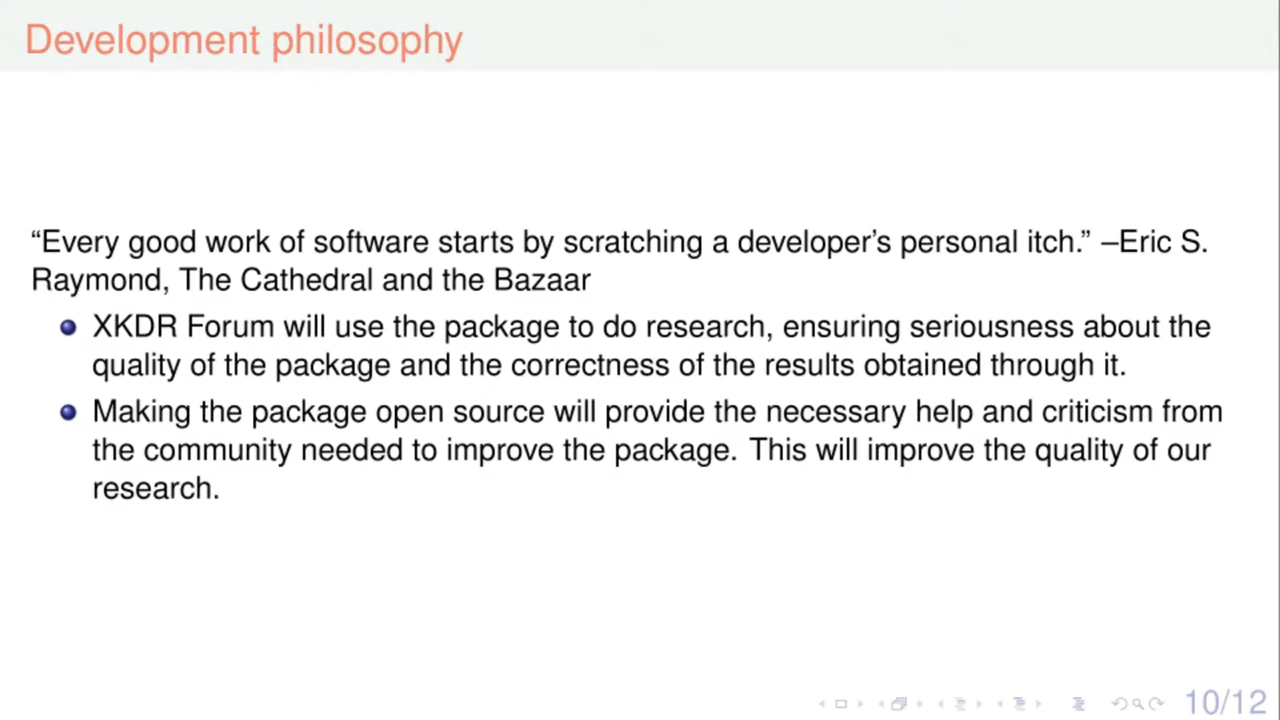 Development philosophy
“Every good work of software starts by scratching a developer’s personal itch.” –Eric S.
Raymond, The Cathedral and the Bazaar
XKDR Forum will use the package to do research, ensuring seriousness about the
quality of the package and the correctness of the results obtained through it.
Making the package open source will provide the necessary help and criticism from
the community needed to improve the package. This will improve the quality of our
research.
10/12